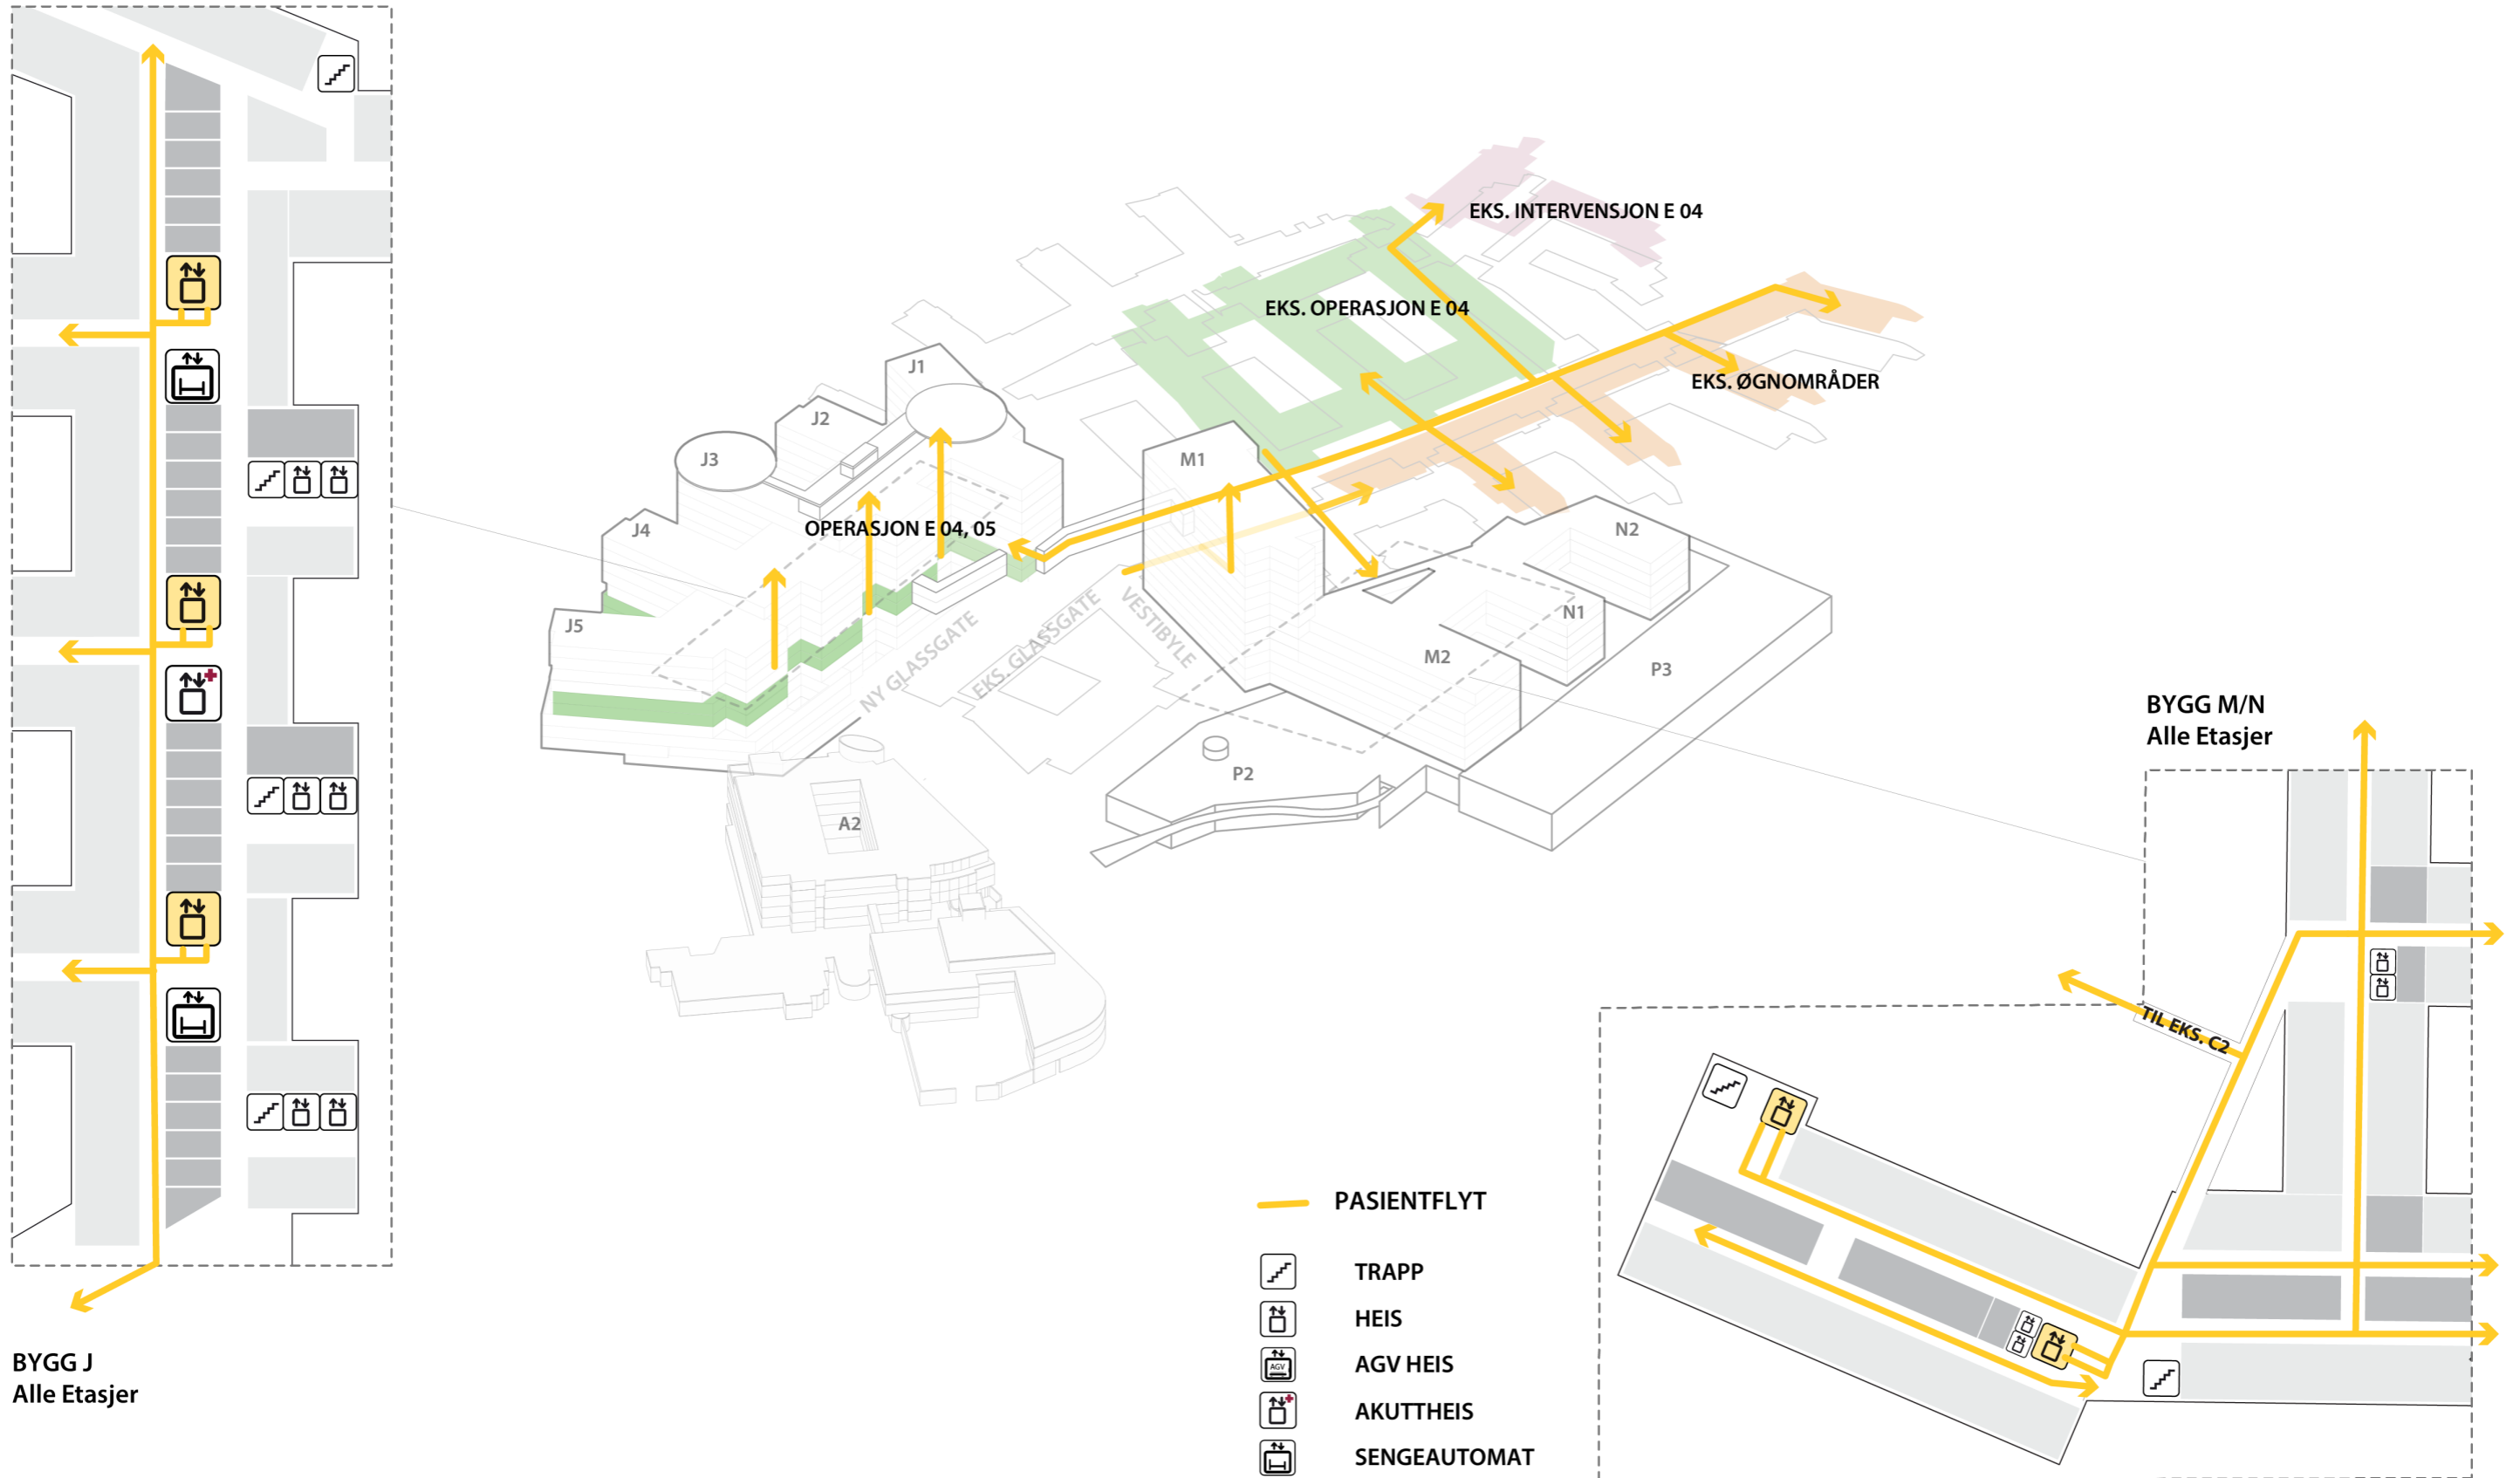 EKS. INTERVENSJON E 04
EKS. OPERASJON E 04
EKS. ØGNOMRÅDER
J1
J2
J3
M1
J4
OPERASJON E 04, 05
N2
J5
N1
NY GLASSGATE
EKS. GLASSGATE
VESTIBYLE
M2
P3
P2
A2
BYGG M/N
Alle Etasjer
TIL EKS. C2
PASIENTFLYT
TRAPP
HEIS
AGV
AGV HEIS
AKUTTHEIS
SENGEAUTOMAT
BYGG J
Alle Etasjer